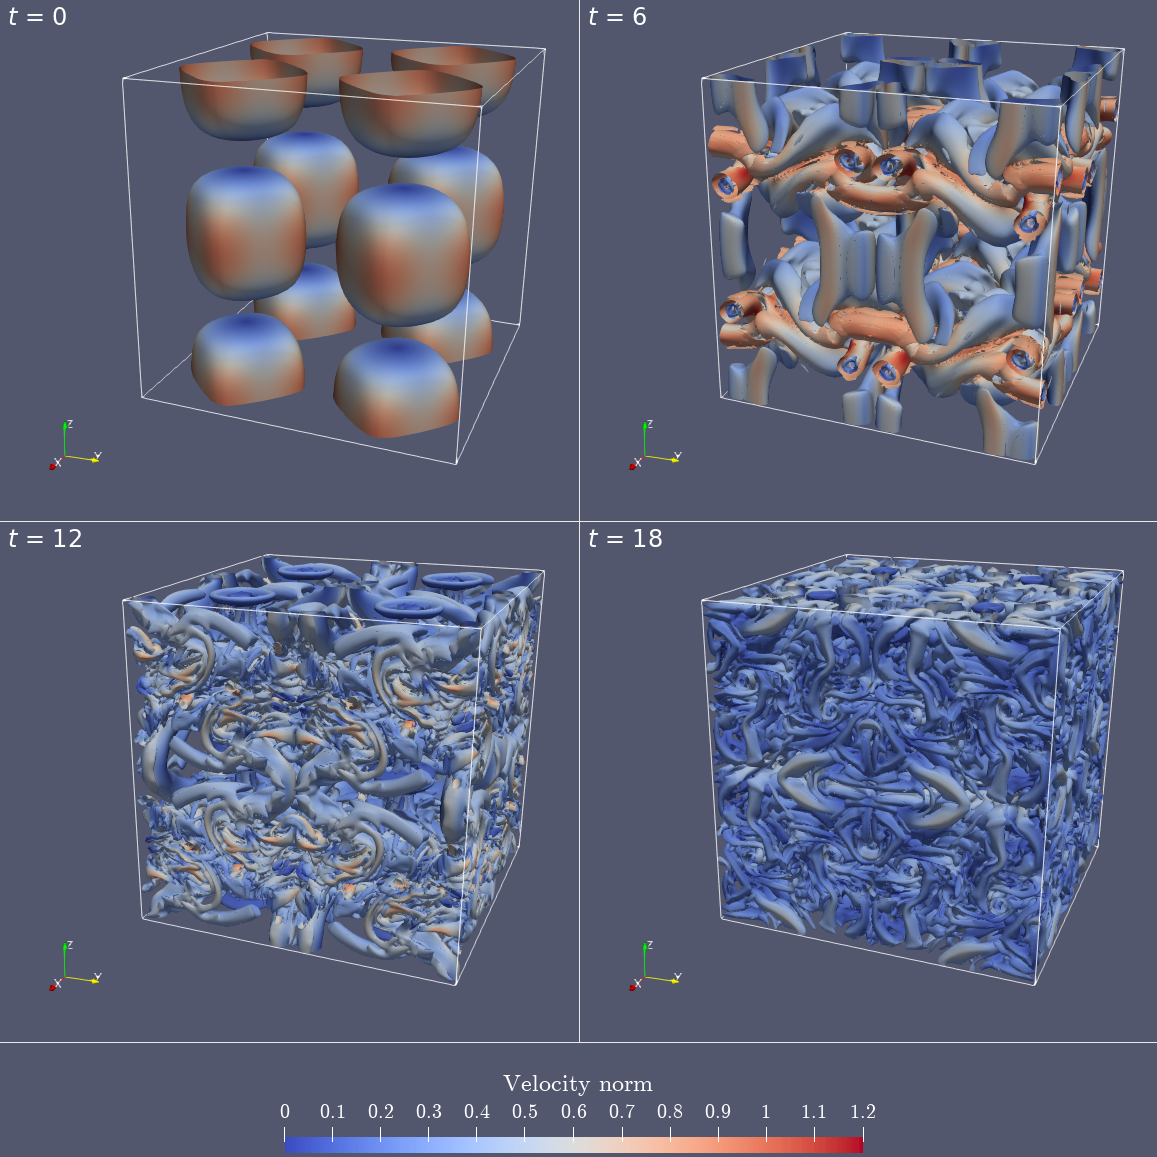 t = 0
t = 6
Z
X Y
Z
X Y
t = 12
t = 18
Z
X Y
Z
X Y
Velocity norm
0 0.1 0.2 0.3 0.4 0.5 0.6 0.7 0.8 0.9 1 1.1 1.2